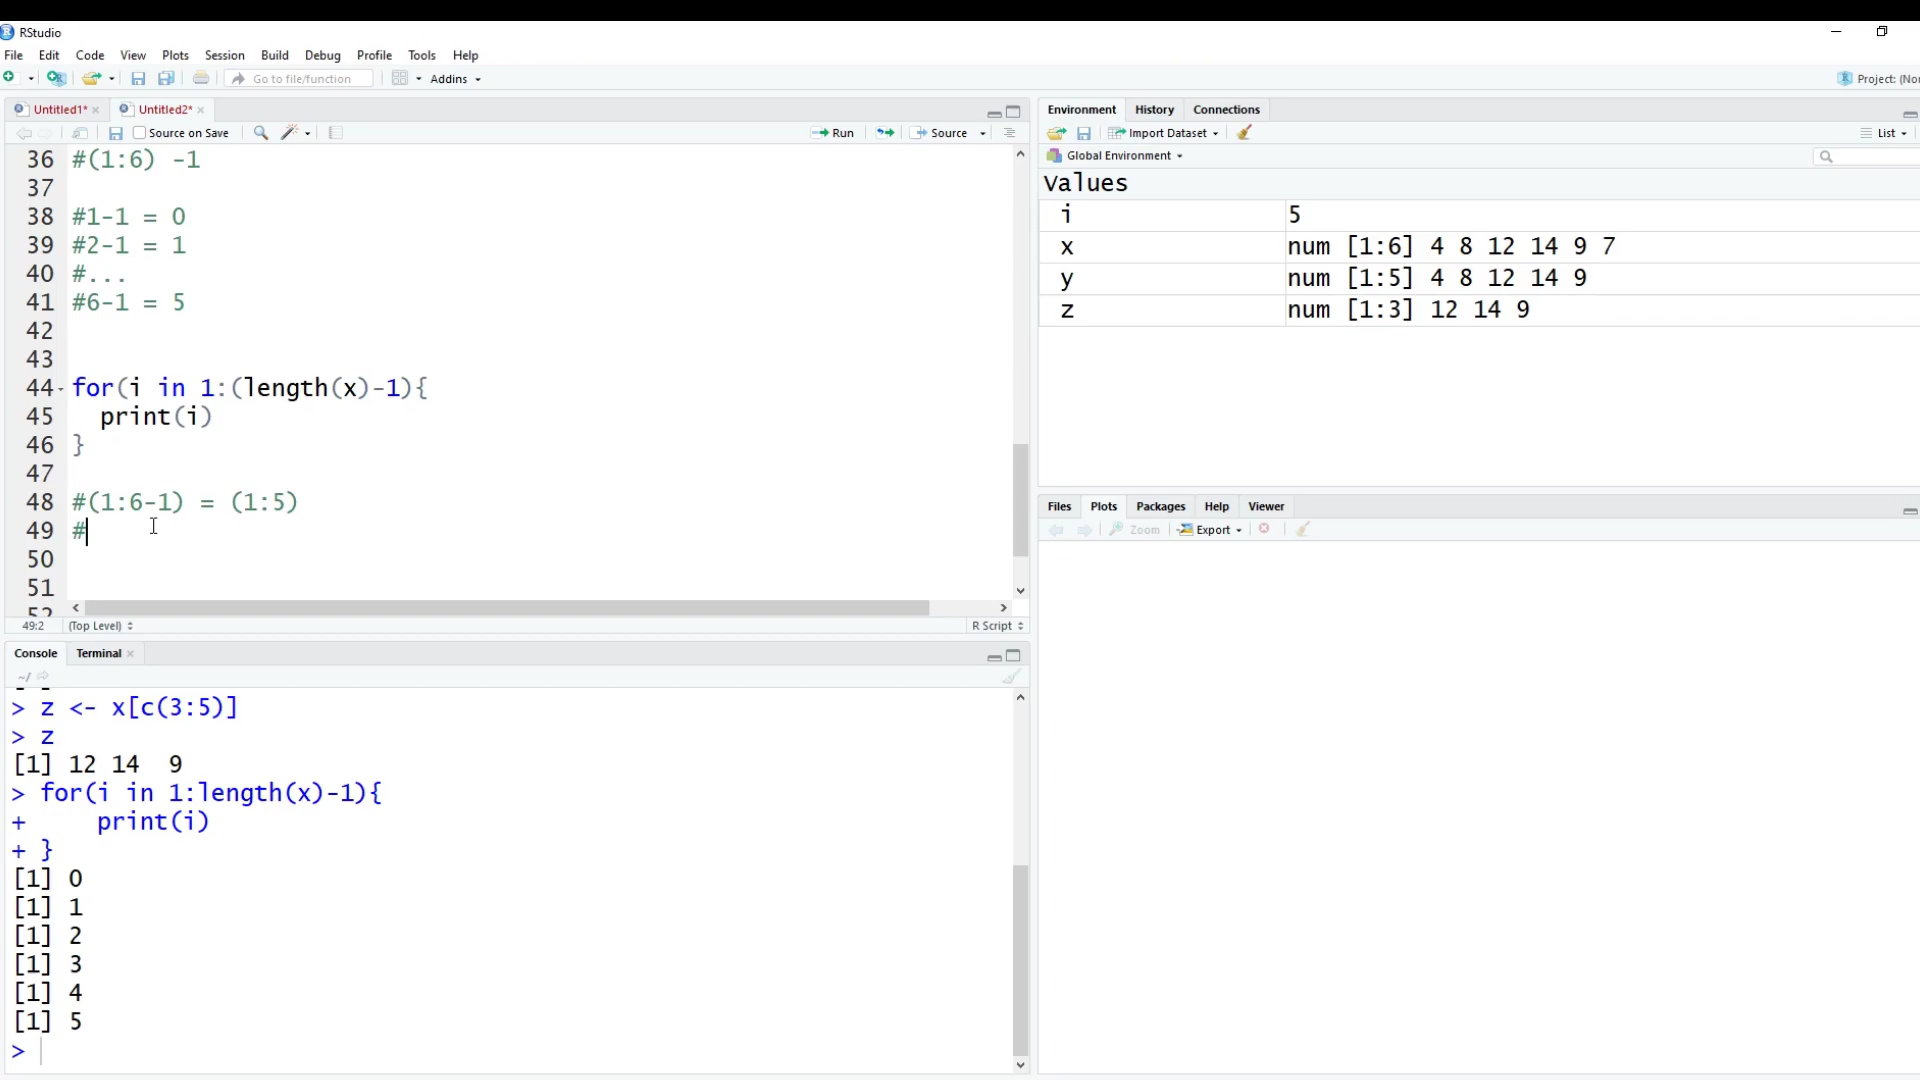 RStudio
File Edit Code View Plots Session Build Debug Profile Tools Help
Go to file/function Addins
Project: (Nor
Untitled1* Untitled2*
Source on Save Run Source
36 #(1:6) -1
37
38 #1-1 = 0
39 #2-1 = 1
40 #...
41 #6-1 = 5
42
43
44 for(i in 1:(length(x)-1){
45 print(i)
46 }
47
48 #(1:6-1) = (1:5)
49 #
50
51
52
49:2 (Top Level) R Script
Console Terminal
~/
> z <- x[c(3:5)]
> z
[1] 12 14  9
> for(i in 1:length(x)-1){
+     print(i)
+ }
[1] 0
[1] 1
[1] 2
[1] 3
[1] 4
[1] 5
>
Environment History Connections
Import Dataset List
Global Environment
Values
i 5
x num [1:6] 4 8 12 14 9 7
y num [1:5] 4 8 12 14 9
z num [1:3] 12 14 9
Files Plots Packages Help Viewer
Zoom Export